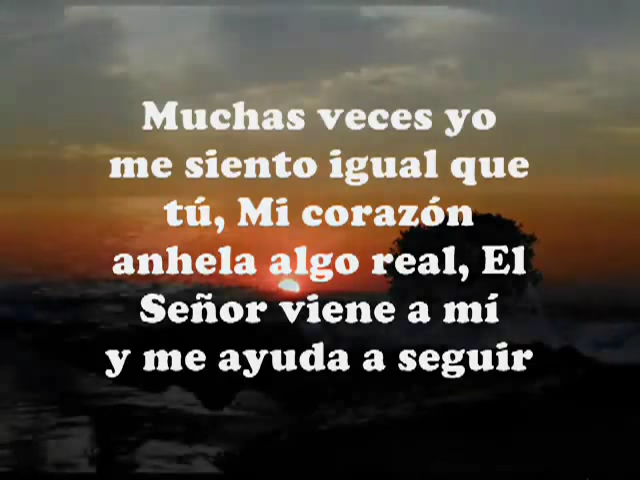 Muchas veces yo
me siento igual que
tú, Mi corazón
anhela algo real, El
Señor viene a mí
y me ayuda a seguir